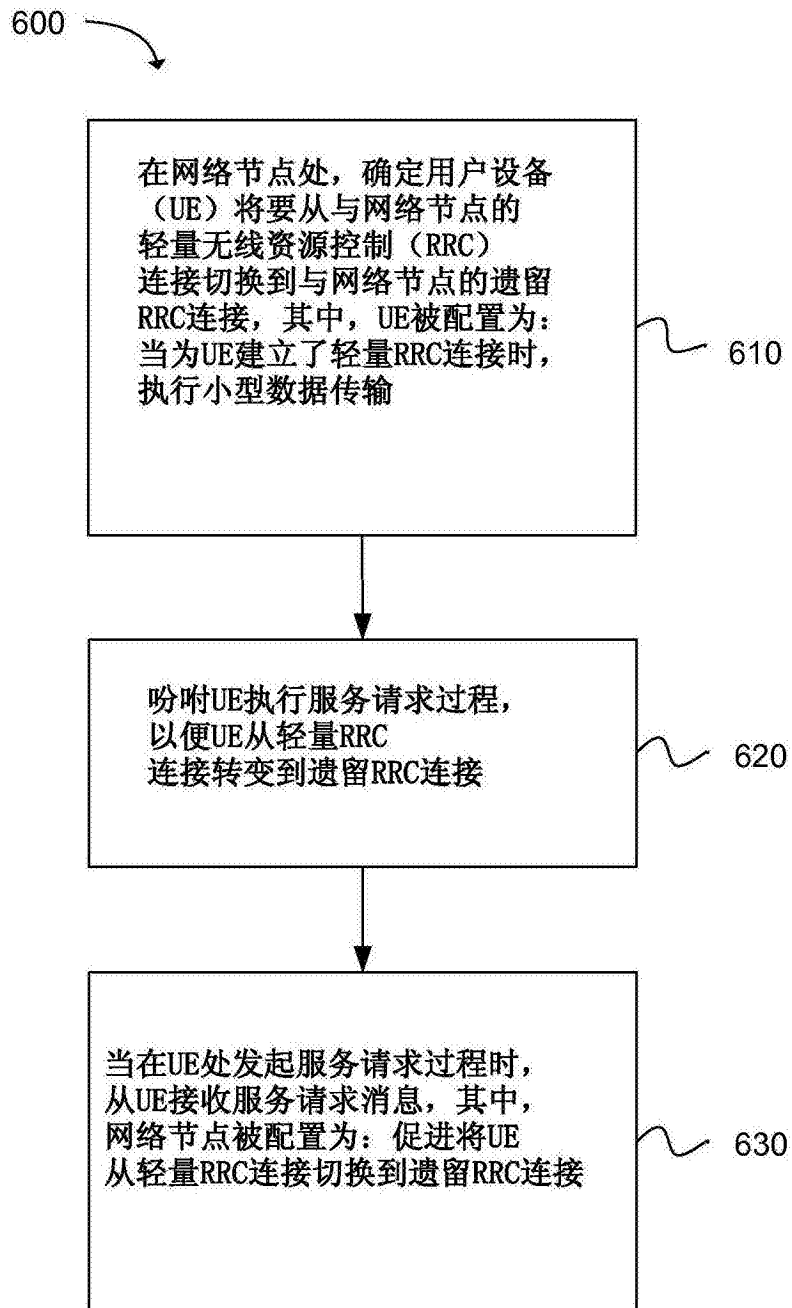 600
在网络节点处，确定用户设备
（UE）将要从与网络节点的
轻量无线资源控制（RRC）
连接切换到与网络节点的遗留
RRC连接，其中，UE被配置为：
当为UE建立了轻量RRC连接时，
执行小型数据传输
610
吩咐UE执行服务请求过程，
以便UE从轻量RRC
连接转变到遗留RRC连接
620
当在UE处发起服务请求过程时，
从UE接收服务请求消息，其中，
网络节点被配置为：促进将UE
从轻量RRC连接切换到遗留RRC连接
630